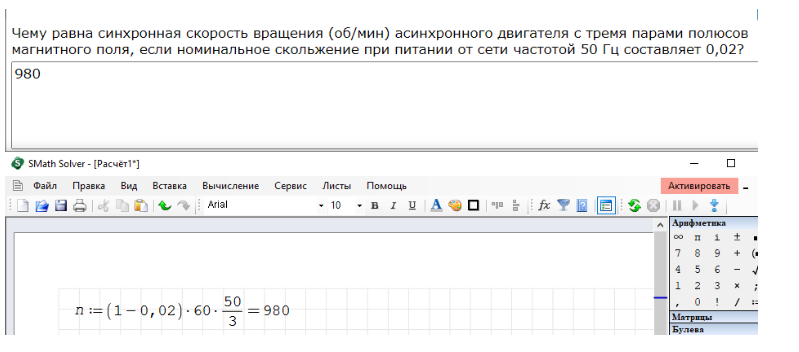 Чему равна синхронная скорость вращения (об/мин) асинхронного двигателя с тремя парами полюсов
магнитного поля, если номинальное скольжение при питании от сети частотой 50 Гц составляет 0,02?
980
SMath Solver - [Расчёт1*]
Файл Правка Вид Вставка Вычисление Сервис Листы Помощь Активировать
Arial 10 B I U fx
Арифметика
∞ π i ±
7 8 9 + (
4 5 6 − √
1 2 3 × ;
, 0 ! / :=
Матрицы
Булева
n := (1 − 0,02) · 60 · 50/3 = 980